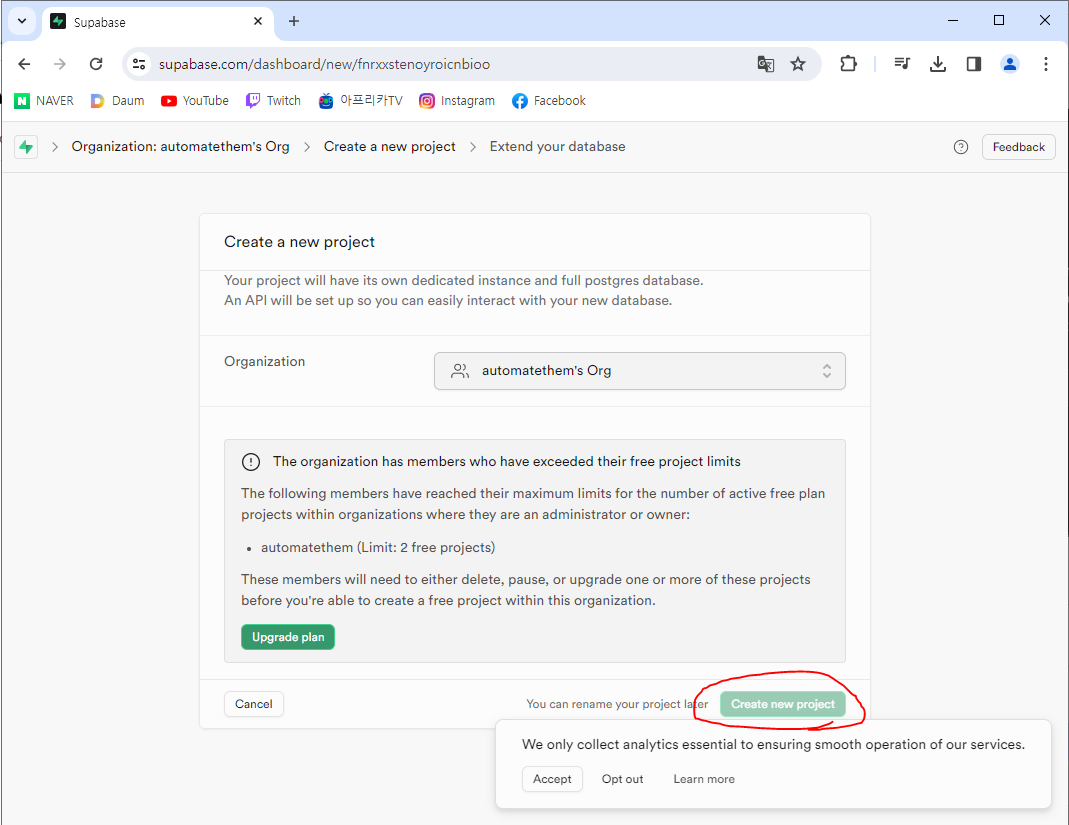 Supabase
supabase.com/dashboard/new/fnrxxstenoyroicnbioo
NAVER Daum YouTube Twitch 아프리카TV Instagram Facebook
Organization: automatethem's Org Create a new project Extend your database Feedback
Create a new project
Your project will have its own dedicated instance and full postgres database.
An API will be set up so you can easily interact with your new database.
Organization automatethem's Org
The organization has members who have exceeded their free project limits
The following members have reached their maximum limits for the number of active free plan
projects within organizations where they are an administrator or owner:
• automatethem (Limit: 2 free projects)
These members will need to either delete, pause, or upgrade one or more of these projects
before you're able to create a free project within this organization.
Upgrade plan
Cancel You can rename your project later Create new project
We only collect analytics essential to ensuring smooth operation of our services.
Accept Opt out Learn more